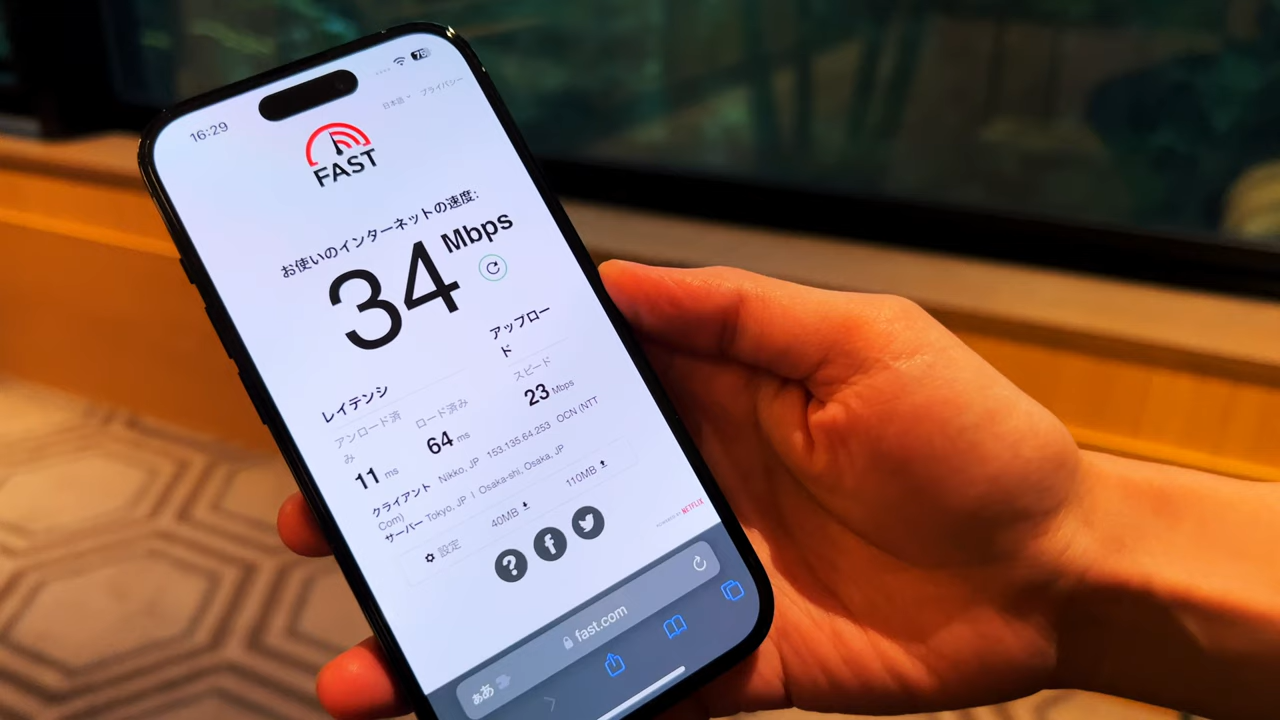 16:29
78
日本語 プライバシー
FAST
お使いのインターネットの速度:
34 Mbps
レイテンシ
アップロード
アンロード済み
ロード済み
スピード
11 ms
64 ms
23 Mbps
クライアント Nikko, JP 153.135.64.253 OCN (NTT
Com)
サーバー Tokyo, JP | Osaka-shi, Osaka, JP
設定
40MB
110MB
POWERED BY NETFLIX
ああ
fast.com